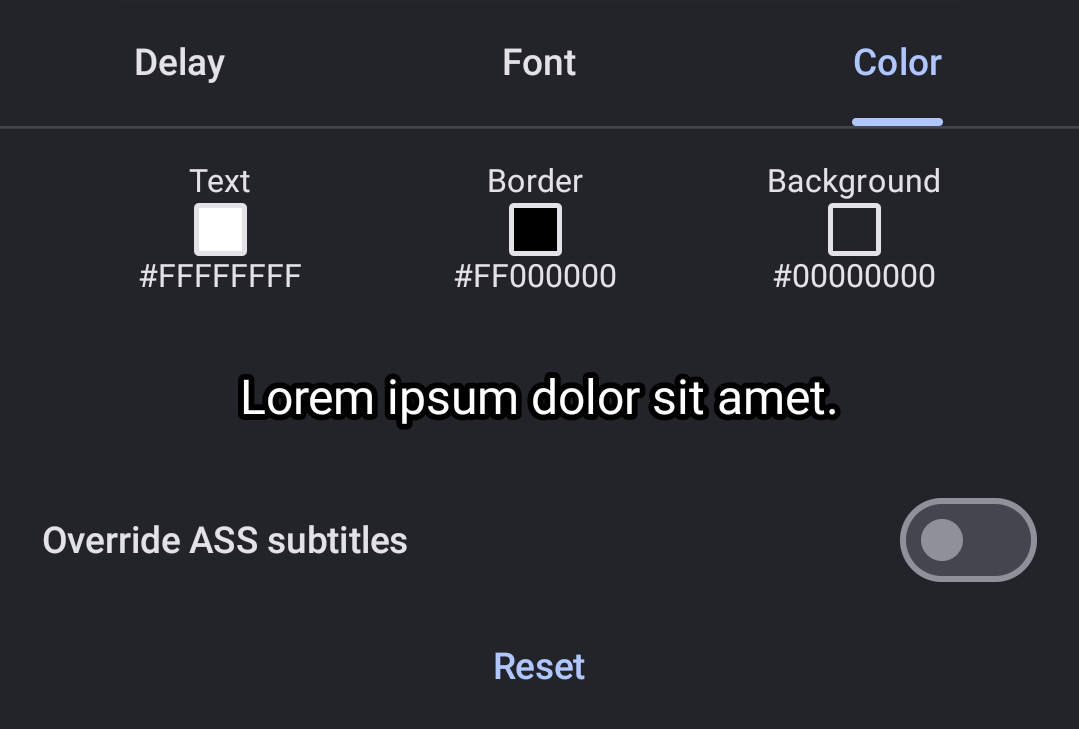 Delay Font Color
Text Border Background
#FFFFFFFF #FF000000 #00000000
Lorem ipsum dolor sit amet.
Override ASS subtitles
Reset